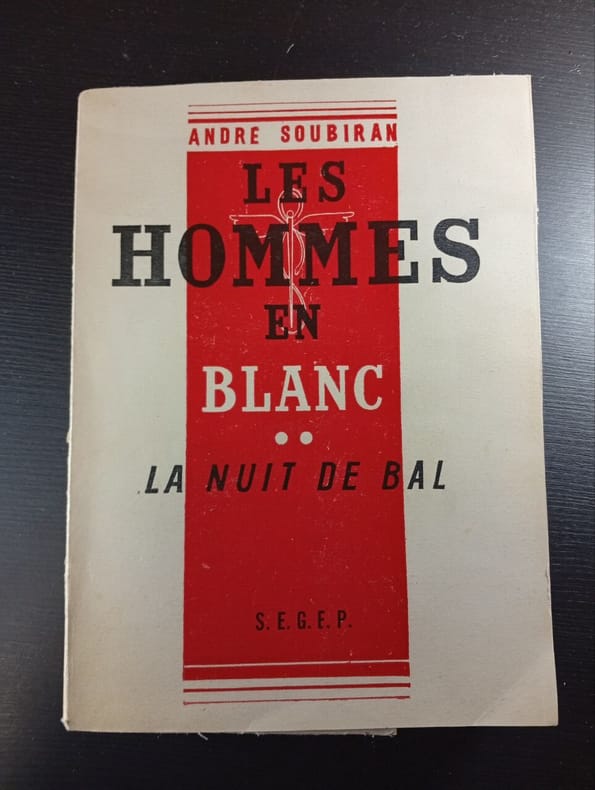 ANDRE SOUBIRAN
LES
HOMMES
EN
BLANC
LA NUIT DE BAL
S.E.G.E.P.